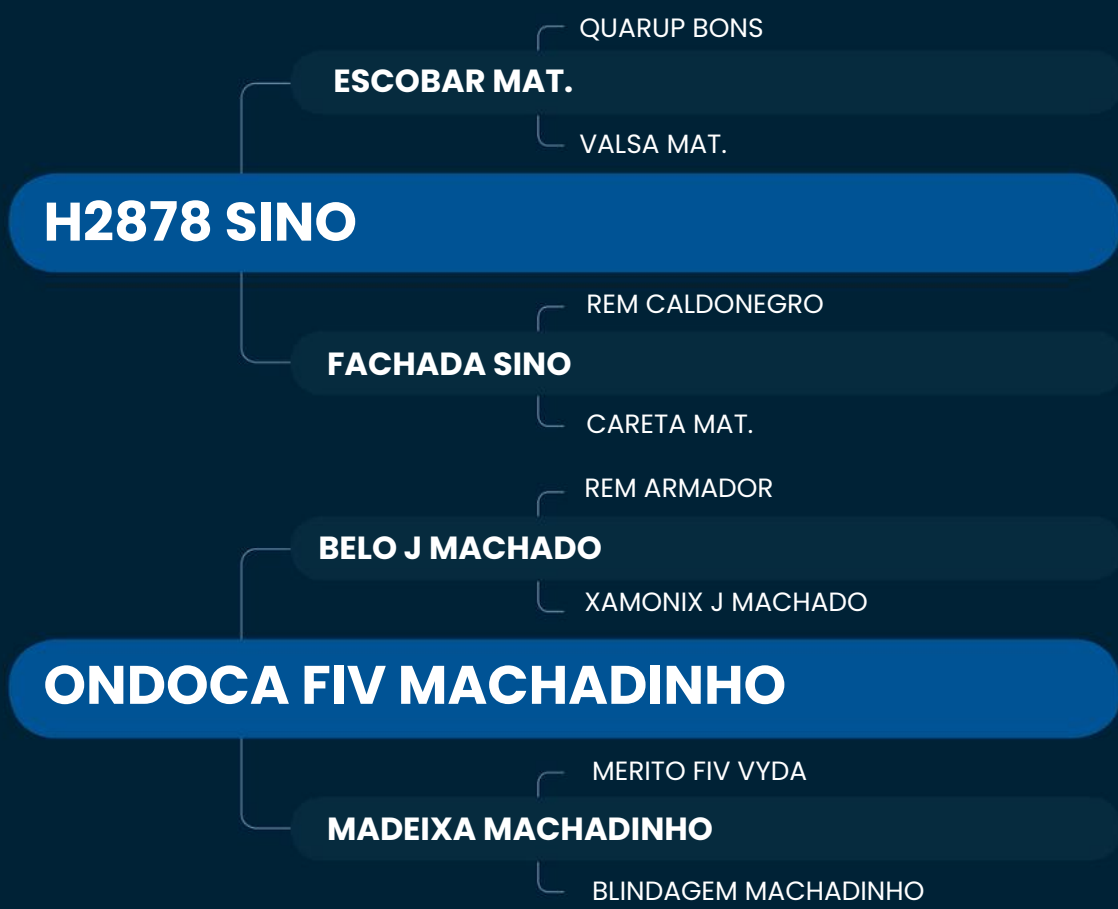 QUARUP BONS
ESCOBAR MAT.
VALSA MAT.
H2878 SINO
REM CALDONEGRO
FACHADA SINO
CARETA MAT.
REM ARMADOR
BELO J MACHADO
XAMONIX J MACHADO
ONDOCA FIV MACHADINHO
MERITO FIV VYDA
MADEIXA MACHADINHO
BLINDAGEM MACHADINHO